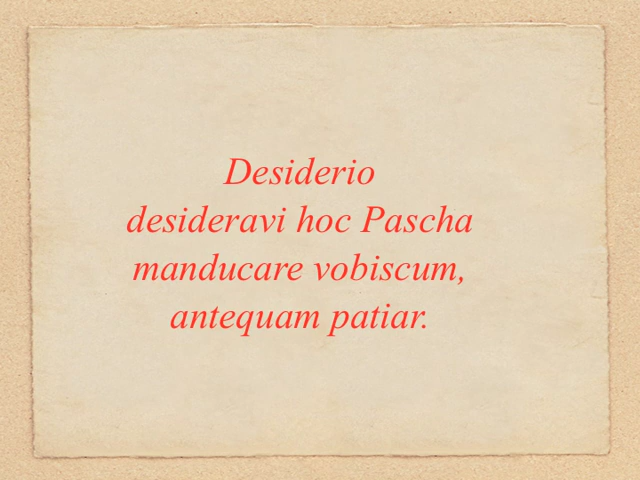 Desiderio
desideravi hoc Pascha
manducare vobiscum,
antequam patiar.